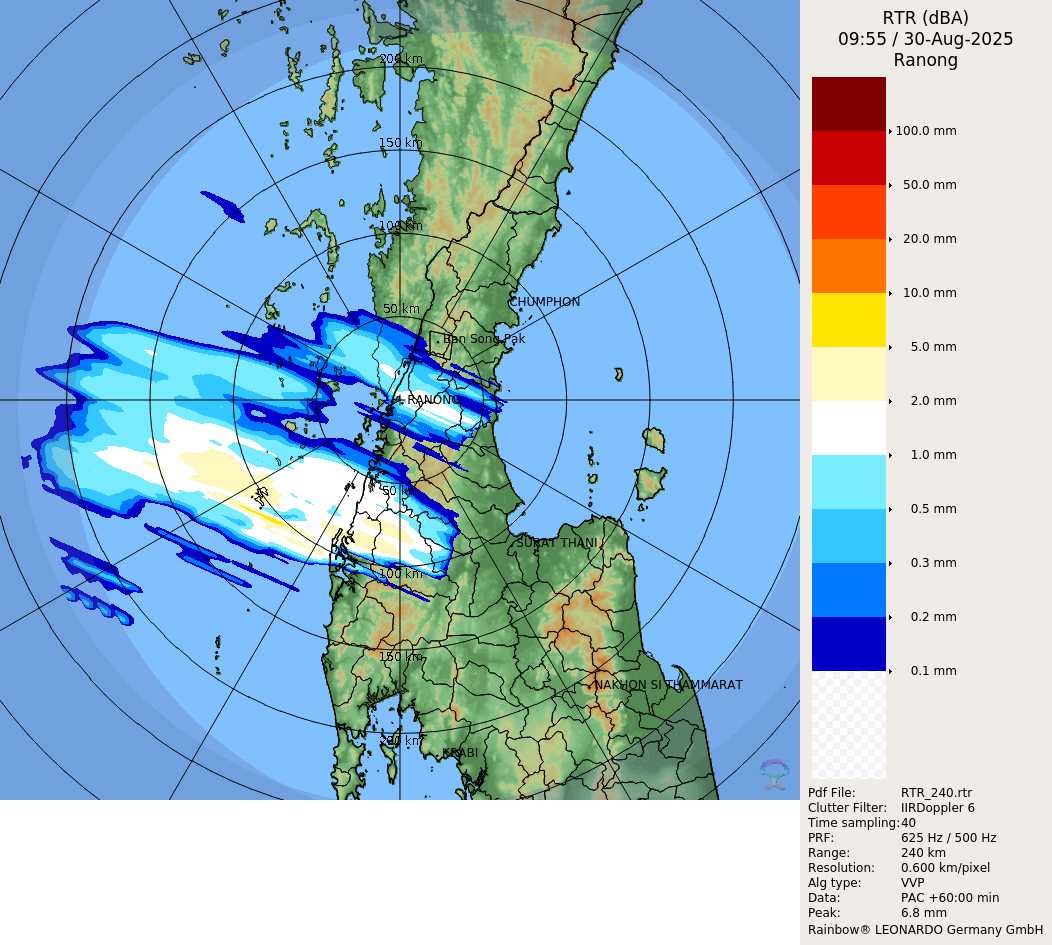 RTR (dBA)
09:55 / 30-Aug-2025
Ranong
200 km
150 km
100 km
50 km
CHUMPHON
Ban Song Pak
RANONG
50 km
SURAT THANI
100 km
150 km
NAKHON SI THAMMARAT
200 km
KRABI
100.0 mm
50.0 mm
20.0 mm
10.0 mm
5.0 mm
2.0 mm
1.0 mm
0.5 mm
0.3 mm
0.2 mm
0.1 mm
Pdf File: RTR_240.rtr
Clutter Filter: IIRDoppler 6
Time sampling:40
PRF: 625 Hz / 500 Hz
Range: 240 km
Resolution: 0.600 km/pixel
Alg type: VVP
Data: PAC +60:00 min
Peak: 6.8 mm
Rainbow® LEONARDO Germany GmbH